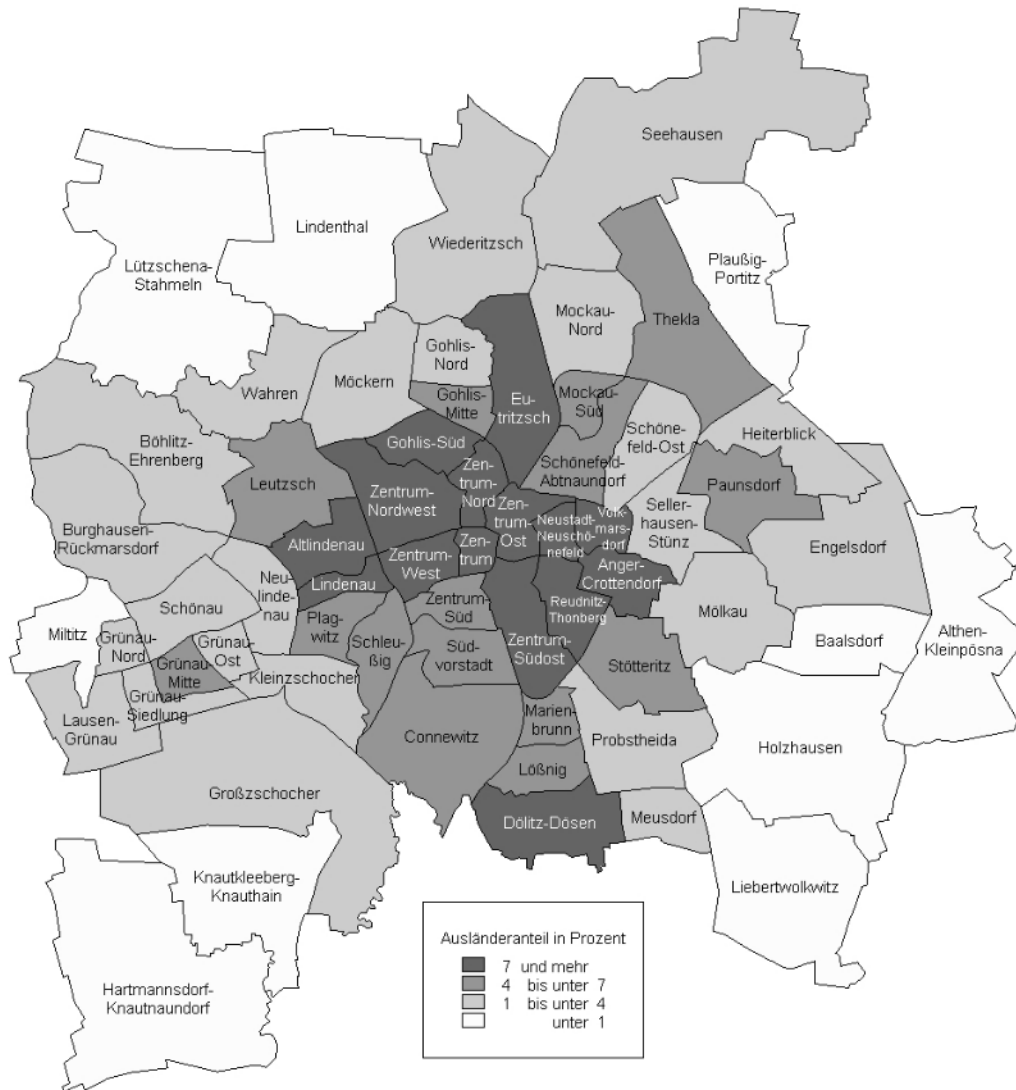 Seehausen
Lindenthal
Wiederitzsch
Lützschena-
Stahmeln
Plaußig-
Portitz
Mockau-
Nord
Thekla
Gohlis-
Nord
Möckern
Wahren
Gohlis-
Mitte
Eu-
tritzsch
Mockau-
Süd
Schöne-
feld-Ost
Heiterblick
Böhlitz-
Ehrenberg
Gohlis-Süd
Leutzsch
Zen-
trum-
Nord
Schönefeld-
Abtnaundorf
Paunsdorf
Zentrum-
Nordwest
Zen-
trum-
Ost
Neustadt-
Neuschö-
nefeld
Volk-
mars-
dorf
Seller-
hausen-
Stünz
Engelsdorf
Burghausen-
Rückmarsdorf
Altlindenau
Zentrum-
West
Zen-
trum
Anger-
Crottendorf
Lindenau
Neu-
linde-
nau
Schönau
Plag-
witz
Zentrum-
Süd
Reudnitz-
Thonberg
Mölkau
Miltitz
Grünau-
Nord
Grünau-
Ost
Schleu-
ßig
Süd-
vorstadt
Zentrum-
Südost
Stötteritz
Baalsdorf
Althen-
Kleinpösna
Grünau-
Mitte
Kleinzschocher
Grünau-
Siedlung
Lausen-
Grünau
Marien-
brunn
Connewitz
Probstheida
Holzhausen
Lößnig
Großzschocher
Dölitz-Dösen
Meusdorf
Knautkleeberg-
Knauthain
Liebertwolkwitz
Hartmannsdorf-
Knautnaundorf
Ausländeranteil in Prozent
7 und mehr
4 bis unter 7
1 bis unter 4
unter 1